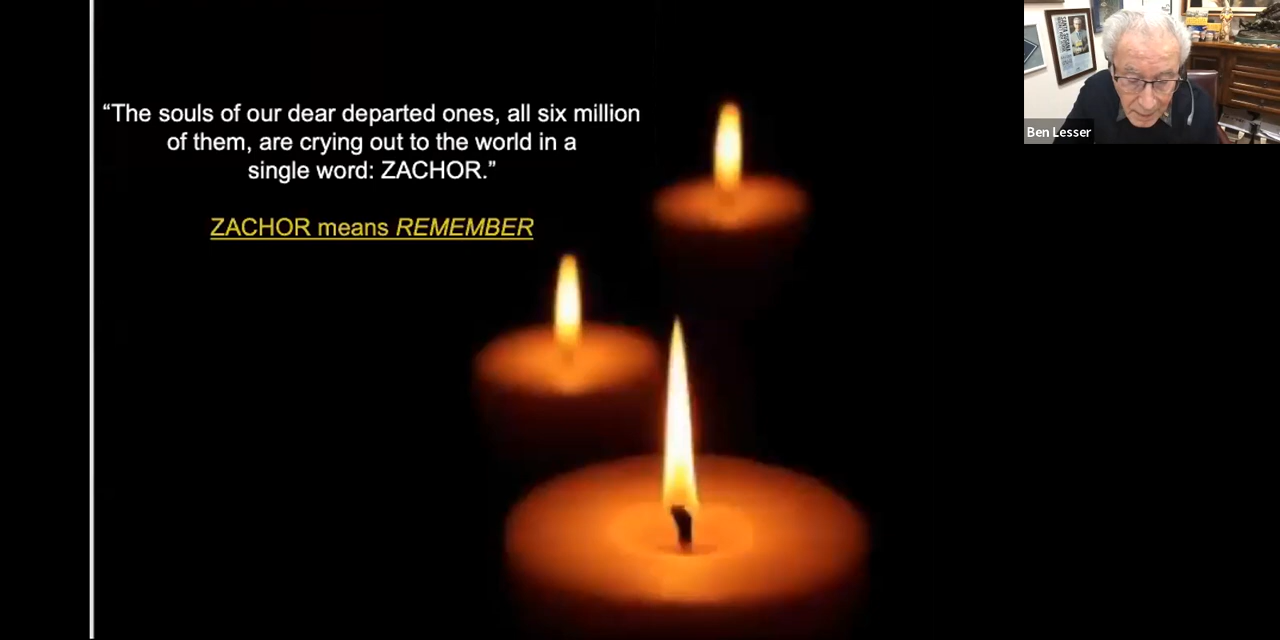 “The souls of our dear departed ones, all six million
of them, are crying out to the world in a
single word: ZACHOR.”
ZACHOR means REMEMBER
Ben Lesser